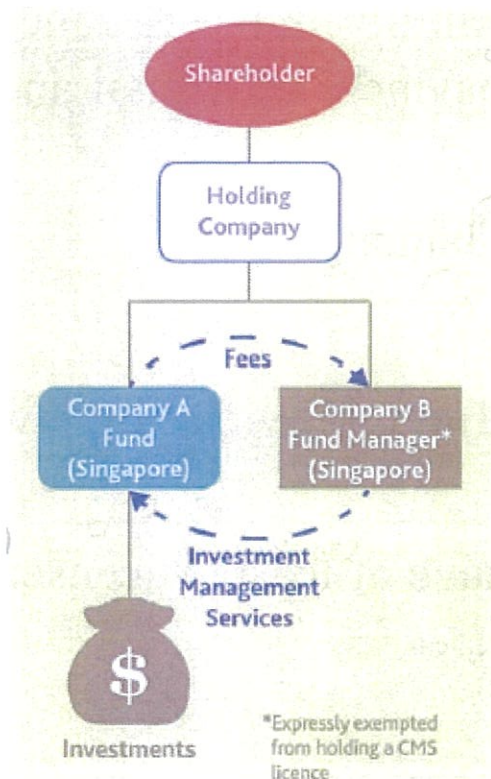 Shareholder
Holding
Company
Fees
Company A
Fund
(Singapore)
Company B
Fund Manager*
(Singapore)
Investment
Management
Services
$
Investments
*Expressly exempted
from holding a CMS
licence